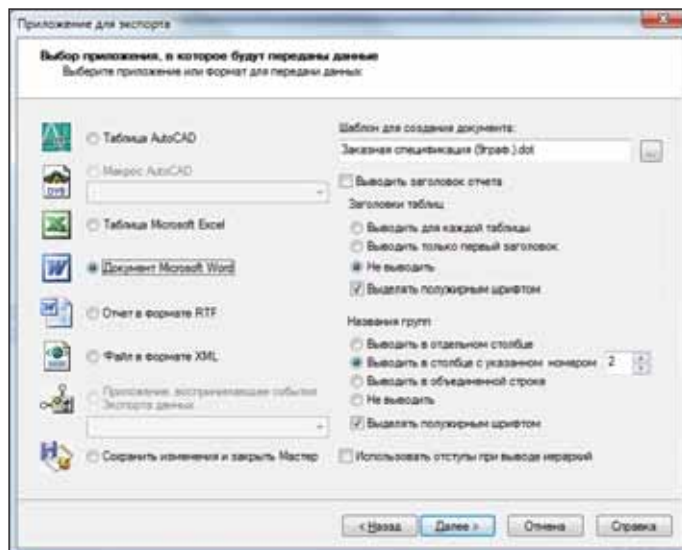 Приложение для экспорта
Выбор приложения, в которое будут переданы данные
Выберите приложение или формат для передачи данных
Таблица AutoCAD
Макрос AutoCAD
Таблица Microsoft Excel
Документ Microsoft Word
Отчет в формате RTF
Файл в формате XML
Приложение, воспринимающее события
Экспорта данных
Сохранить изменения и закрыть Мастер
Шаблон для создания документа:
Заказная спецификация (9граф.).dot
...
Выводить заголовок отчета
Заголовки таблиц
Выводить для каждой таблицы
Выводить только первый заголовок
Не выводить
Выделять полужирным шрифтом
Названия групп
Выводить в отдельном столбце
Выводить в столбце с указанном номером 2
Выводить в объединенной строке
Не выводить
Выделять полужирным шрифтом
Использовать отступы при выводе иерархий
< Назад
Далее >
Отмена
Справка